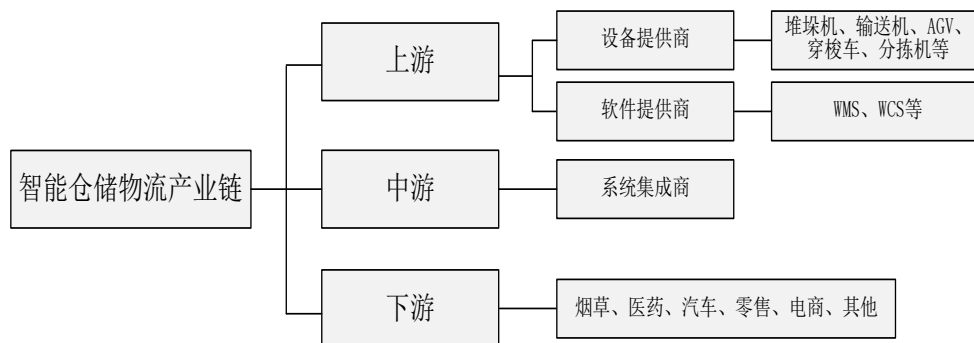 智能仓储物流产业链
上游
设备提供商
堆垛机、输送机、AGV、
穿梭车、分拣机等
软件提供商
WMS、WCS等
中游
系统集成商
下游
烟草、医药、汽车、零售、电商、其他